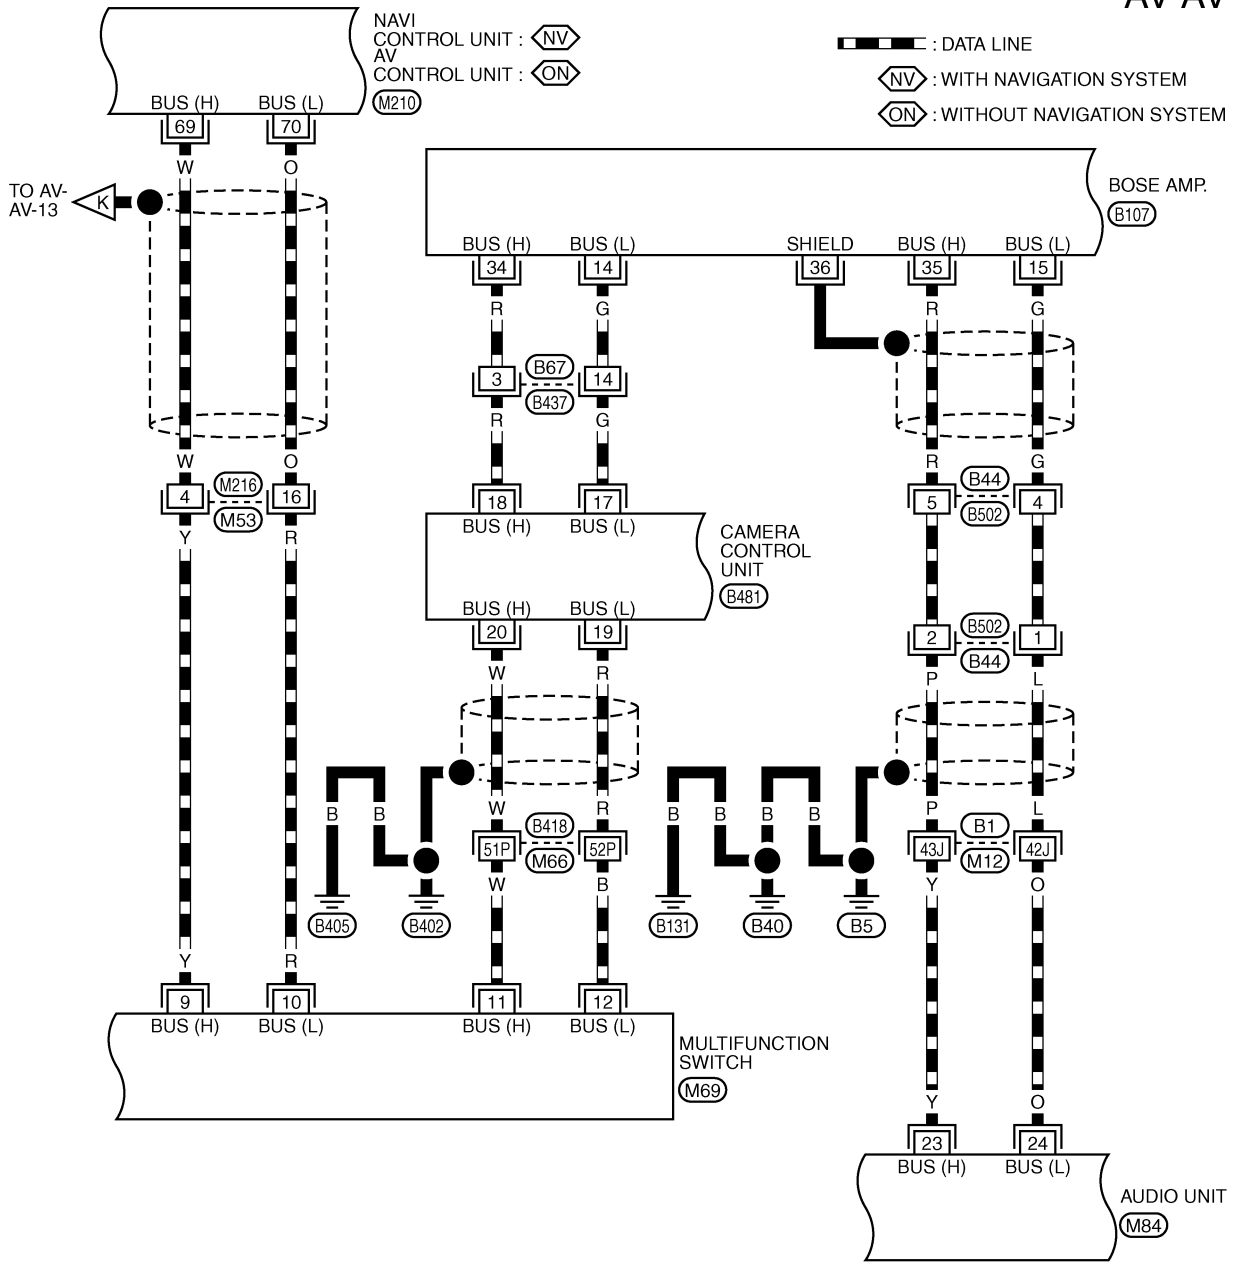 AV-AV
NAVI
CONTROL UNIT : NV
AV
CONTROL UNIT : ON
M210
: DATA LINE
NV : WITH NAVIGATION SYSTEM
ON : WITHOUT NAVIGATION SYSTEM
BUS (H) BUS (L)
69 70
W O
TO AV-
AV-13
K
BOSE AMP.
B107
BUS (H) BUS (L) SHIELD BUS (H) BUS (L)
34 14 36 35 15
R G R G
3 B67 14
B437
R G
W O R G
4 M216 16
M53
Y R
18 17
BUS (H) BUS (L)
5 B44 4
B502
CAMERA
CONTROL
UNIT
B481
BUS (H) BUS (L)
20 19
2 B502 1
B44
W R P L
B B B B B B
W R P L
51P B418 52P
M66
43J B1 42J
M12
W B Y O
B405 B402 B131 B40 B5
Y R
9 10 11 12
BUS (H) BUS (L) BUS (H) BUS (L)
MULTIFUNCTION
SWITCH
M69
Y O
23 24
BUS (H) BUS (L)
AUDIO UNIT
M84